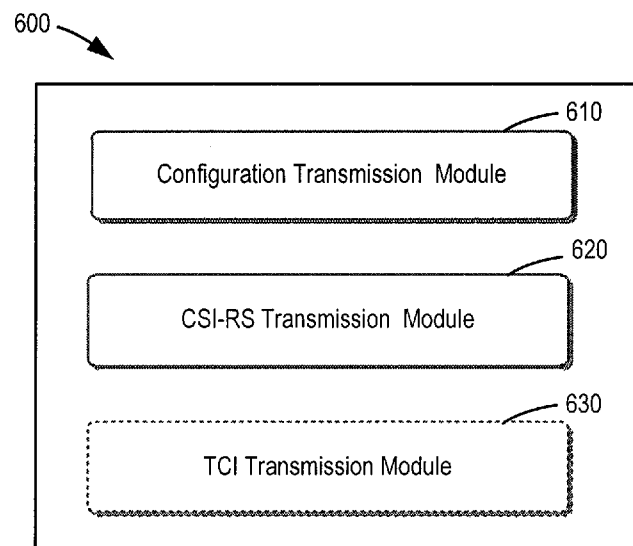 600
610
Configuration Transmission Module
620
CSI-RS Transmission Module
630
TCI Transmission Module